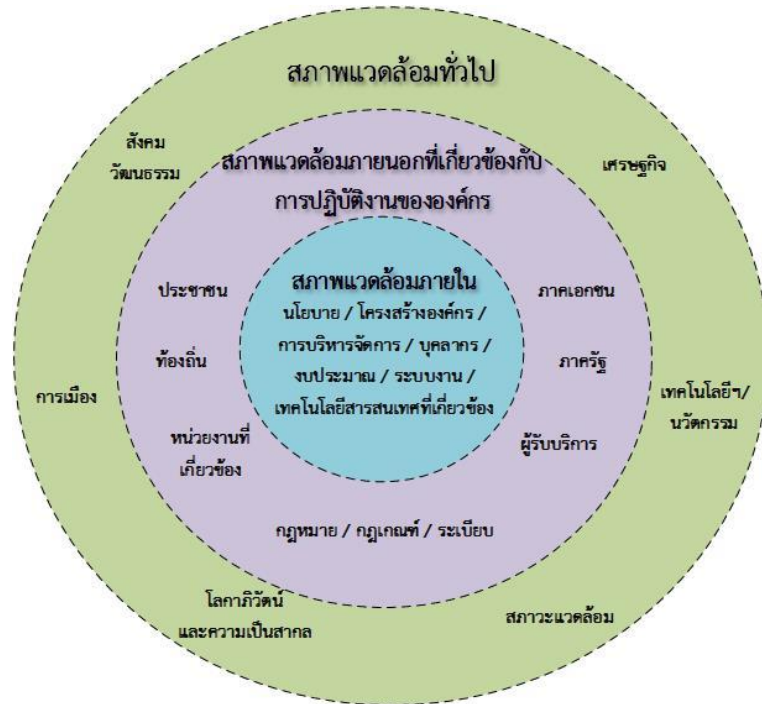 สภาพแวดล้อมทั่วไป
สังคม
วัฒนธรรม
เศรษฐกิจ
สภาพแวดล้อมภายนอกที่เกี่ยวข้องกับ
การปฏิบัติงานขององค์กร
ประชาชน
ท้องถิ่น
หน่วยงานที่
เกี่ยวข้อง
สภาพแวดล้อมภายใน
นโยบาย / โครงสร้างองค์กร /
การบริหารจัดการ / บุคลากร /
งบประมาณ / ระบบงาน /
เทคโนโลยีสารสนเทศที่เกี่ยวข้อง
ภาคเอกชน
ภาครัฐ
ผู้รับบริการ
กฎหมาย / กฎเกณฑ์ / ระเบียบ
การเมือง
เทคโนโลยีฯ/
นวัตกรรม
โลกาภิวัตน์
และความเป็นสากล
สภาวะแวดล้อม